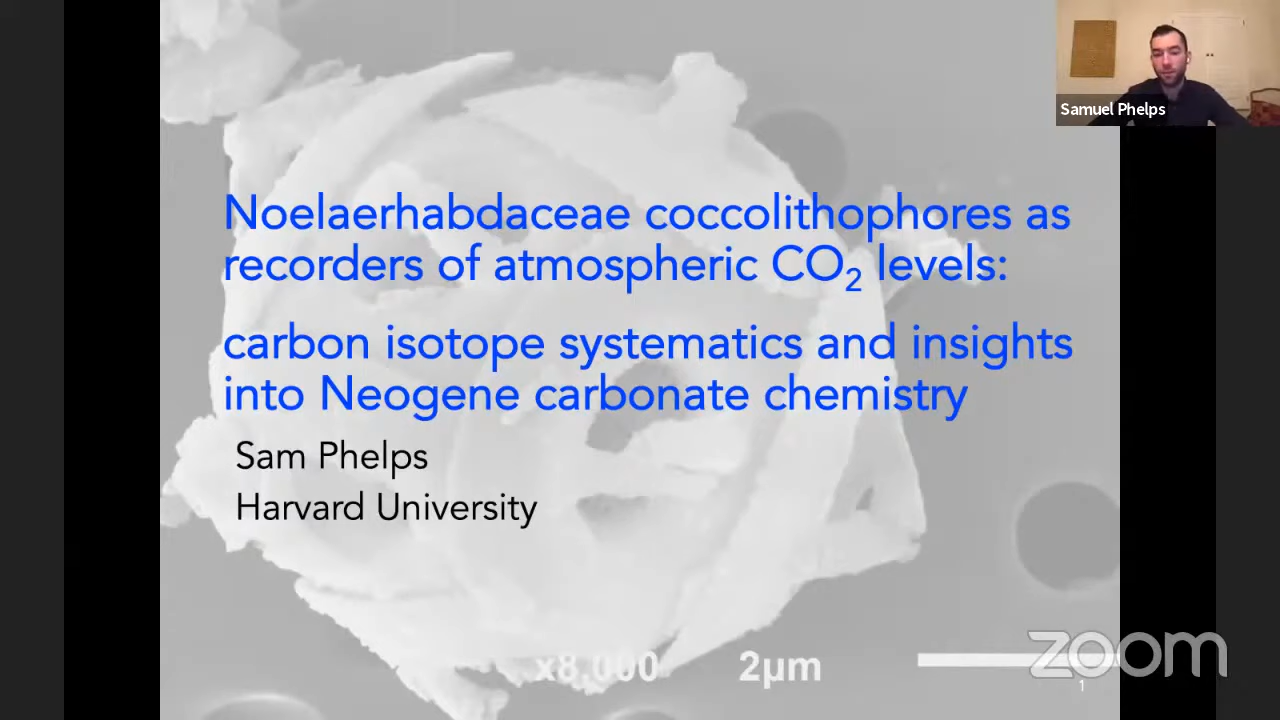 Samuel Phelps
Noelaerhabdaceae coccolithophores as
recorders of atmospheric CO₂ levels:
carbon isotope systematics and insights
into Neogene carbonate chemistry
Sam Phelps
Harvard University
x8,000 2μm
zoom
1